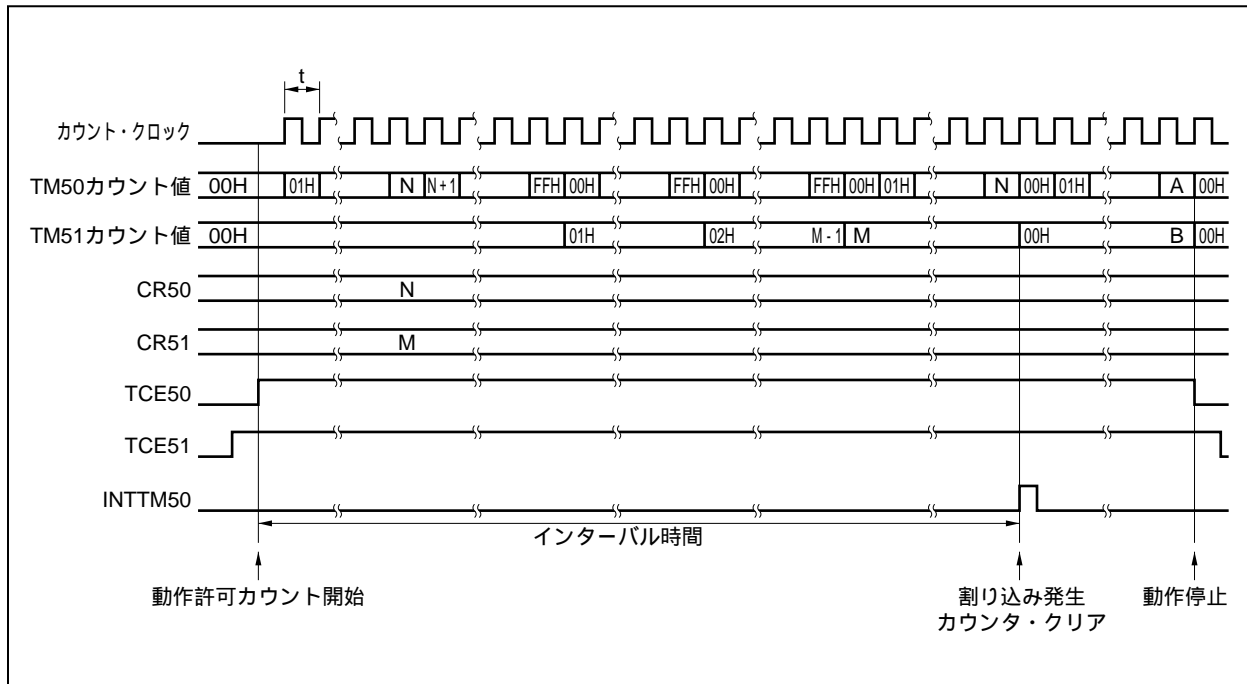 t
カウント・クロック
TM50カウント値 00H 01H N N+1 FFH 00H FFH 00H FFH 00H 01H N 00H 01H A 00H
TM51カウント値 00H 01H 02H M-1 M 00H B 00H
CR50 N
CR51 M
TCE50
TCE51
INTTM50
インターバル時間
動作許可カウント開始 割り込み発生 動作停止
カウンタ・クリア